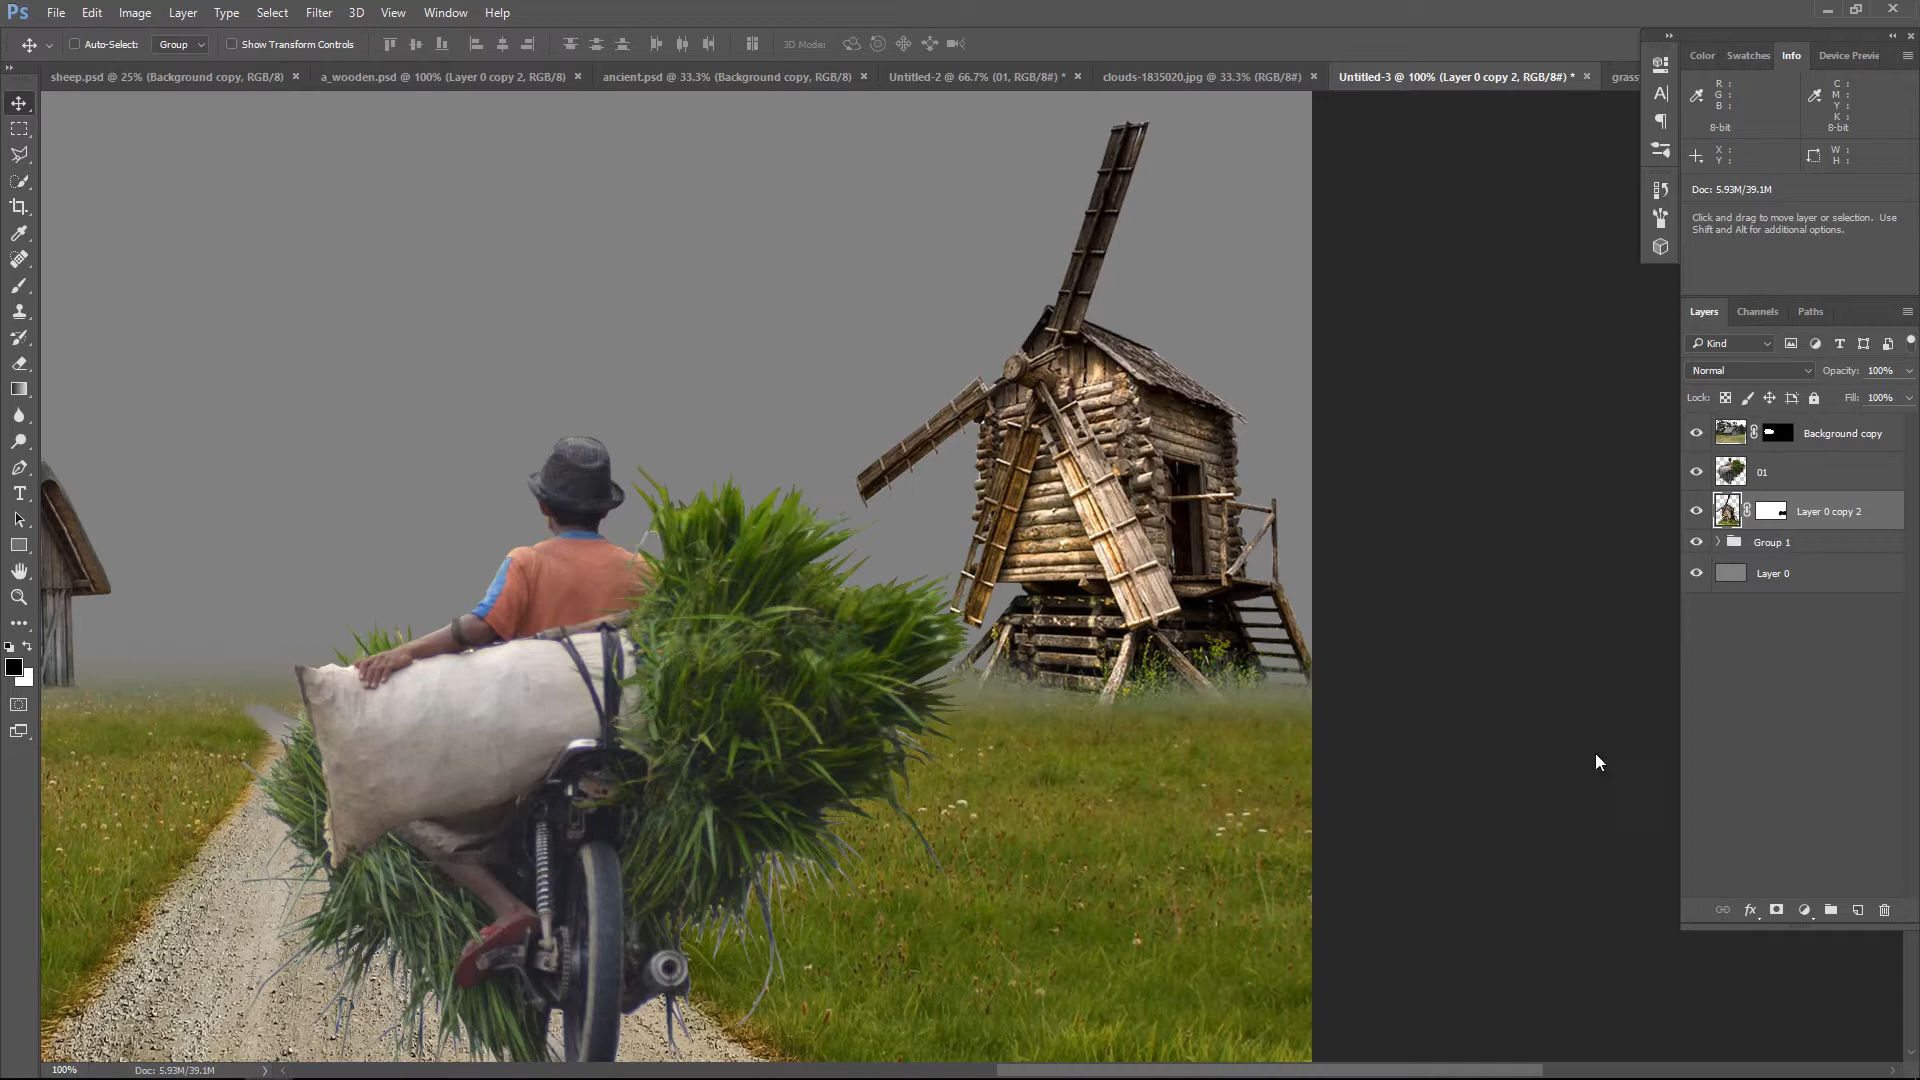 Ps File Edit Image Layer Type Select Filter 3D View Window Help
Auto-Select: Group Show Transform Controls 3D Mode:
sheep.psd @ 25% (Background copy, RGB/8) × a_wooden.psd @ 100% (Layer 0 copy 2, RGB/8) × ancient.psd @ 33.3% (Background copy, RGB/8) × Untitled-2 @ 66.7% (01, RGB/8#) * × clouds-1835020.jpg @ 33.3% (RGB/8#) × Untitled-3 @ 100% (Layer 0 copy 2, RGB/8#) * × grass
Color Swatches Info Device Previe
R : C :
G : M :
B : Y :
K :
8-bit 8-bit
X : W :
Y : H :
Doc: 5.93M/39.1M
Click and drag to move layer or selection. Use
Shift and Alt for additional options.
Layers Channels Paths
Kind
Normal Opacity: 100%
Lock: Fill: 100%
Background copy
01
Layer 0 copy 2
Group 1
Layer 0
fx
100% Doc: 5.93M/39.1M